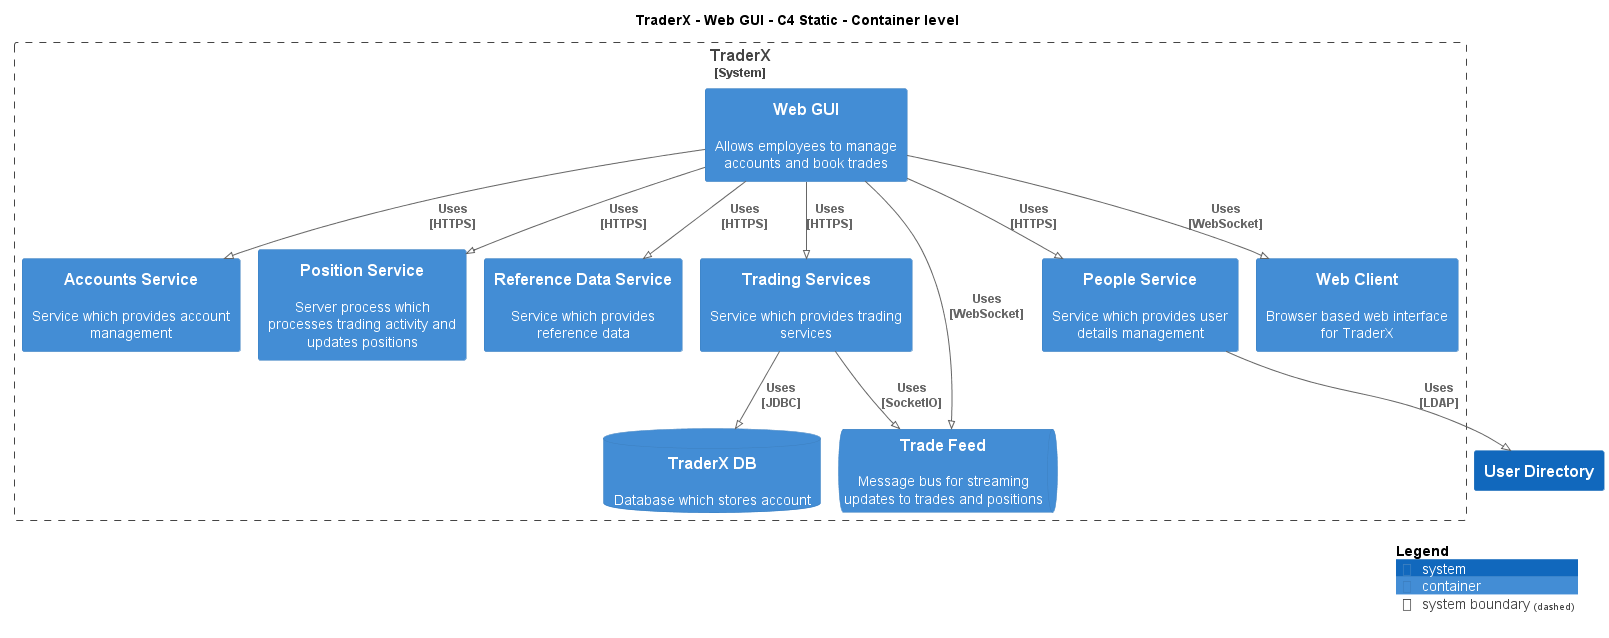 TraderX - Web GUI - C4 Static - Container level
TraderX
[System]
Web GUI
Allows employees to manage
accounts and book trades
Uses
[HTTPS]
Uses
[HTTPS]
Uses
[HTTPS]
Uses
[HTTPS]
Uses
[HTTPS]
Uses
[WebSocket]
Accounts Service
Service which provides account
management
Position Service
Server process which
processes trading activity and
updates positions
Reference Data Service
Service which provides
reference data
Trading Services
Service which provides trading
services
Uses
[WebSocket]
People Service
Service which provides user
details management
Web Client
Browser based web interface
for TraderX
Uses
[JDBC]
Uses
[SocketIO]
Uses
[LDAP]
TraderX DB
Database which stores account
Trade Feed
Message bus for streaming
updates to trades and positions
User Directory
Legend
system
container
system boundary (dashed)